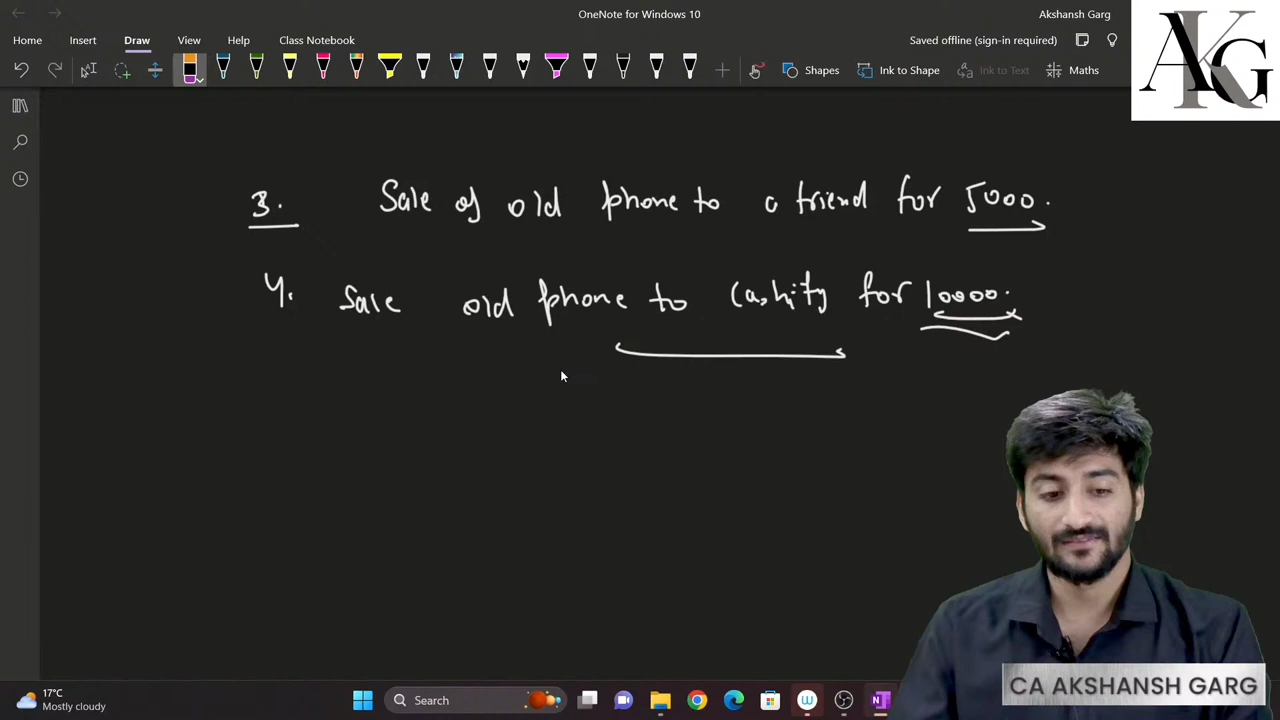 OneNote for Windows 10
Akshansh Garg
Home Insert Draw View Help Class Notebook
Saved offline (sign-in required)
Shapes Ink to Shape Ink to Text Maths
AKG
3. Sale of old phone to a friend for 5000.
4. Sale old phone to Cashify for 10000.
CA AKSHANSH GARG
17°C
Mostly cloudy
Search